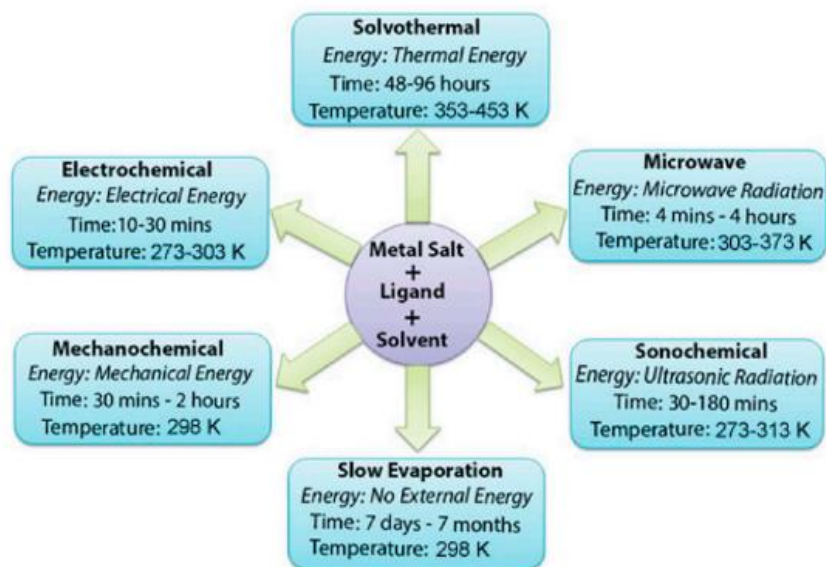 Solvothermal
Energy: Thermal Energy
Time: 48-96 hours
Temperature: 353-453 K
Electrochemical
Energy: Electrical Energy
Time: 10-30 mins
Temperature: 273-303 K
Microwave
Energy: Microwave Radiation
Time: 4 mins - 4 hours
Temperature: 303-373 K
Metal Salt
+
Ligand
+
Solvent
Mechanochemical
Energy: Mechanical Energy
Time: 30 mins - 2 hours
Temperature: 298 K
Sonochemical
Energy: Ultrasonic Radiation
Time: 30-180 mins
Temperature: 273-313 K
Slow Evaporation
Energy: No External Energy
Time: 7 days - 7 months
Temperature: 298 K